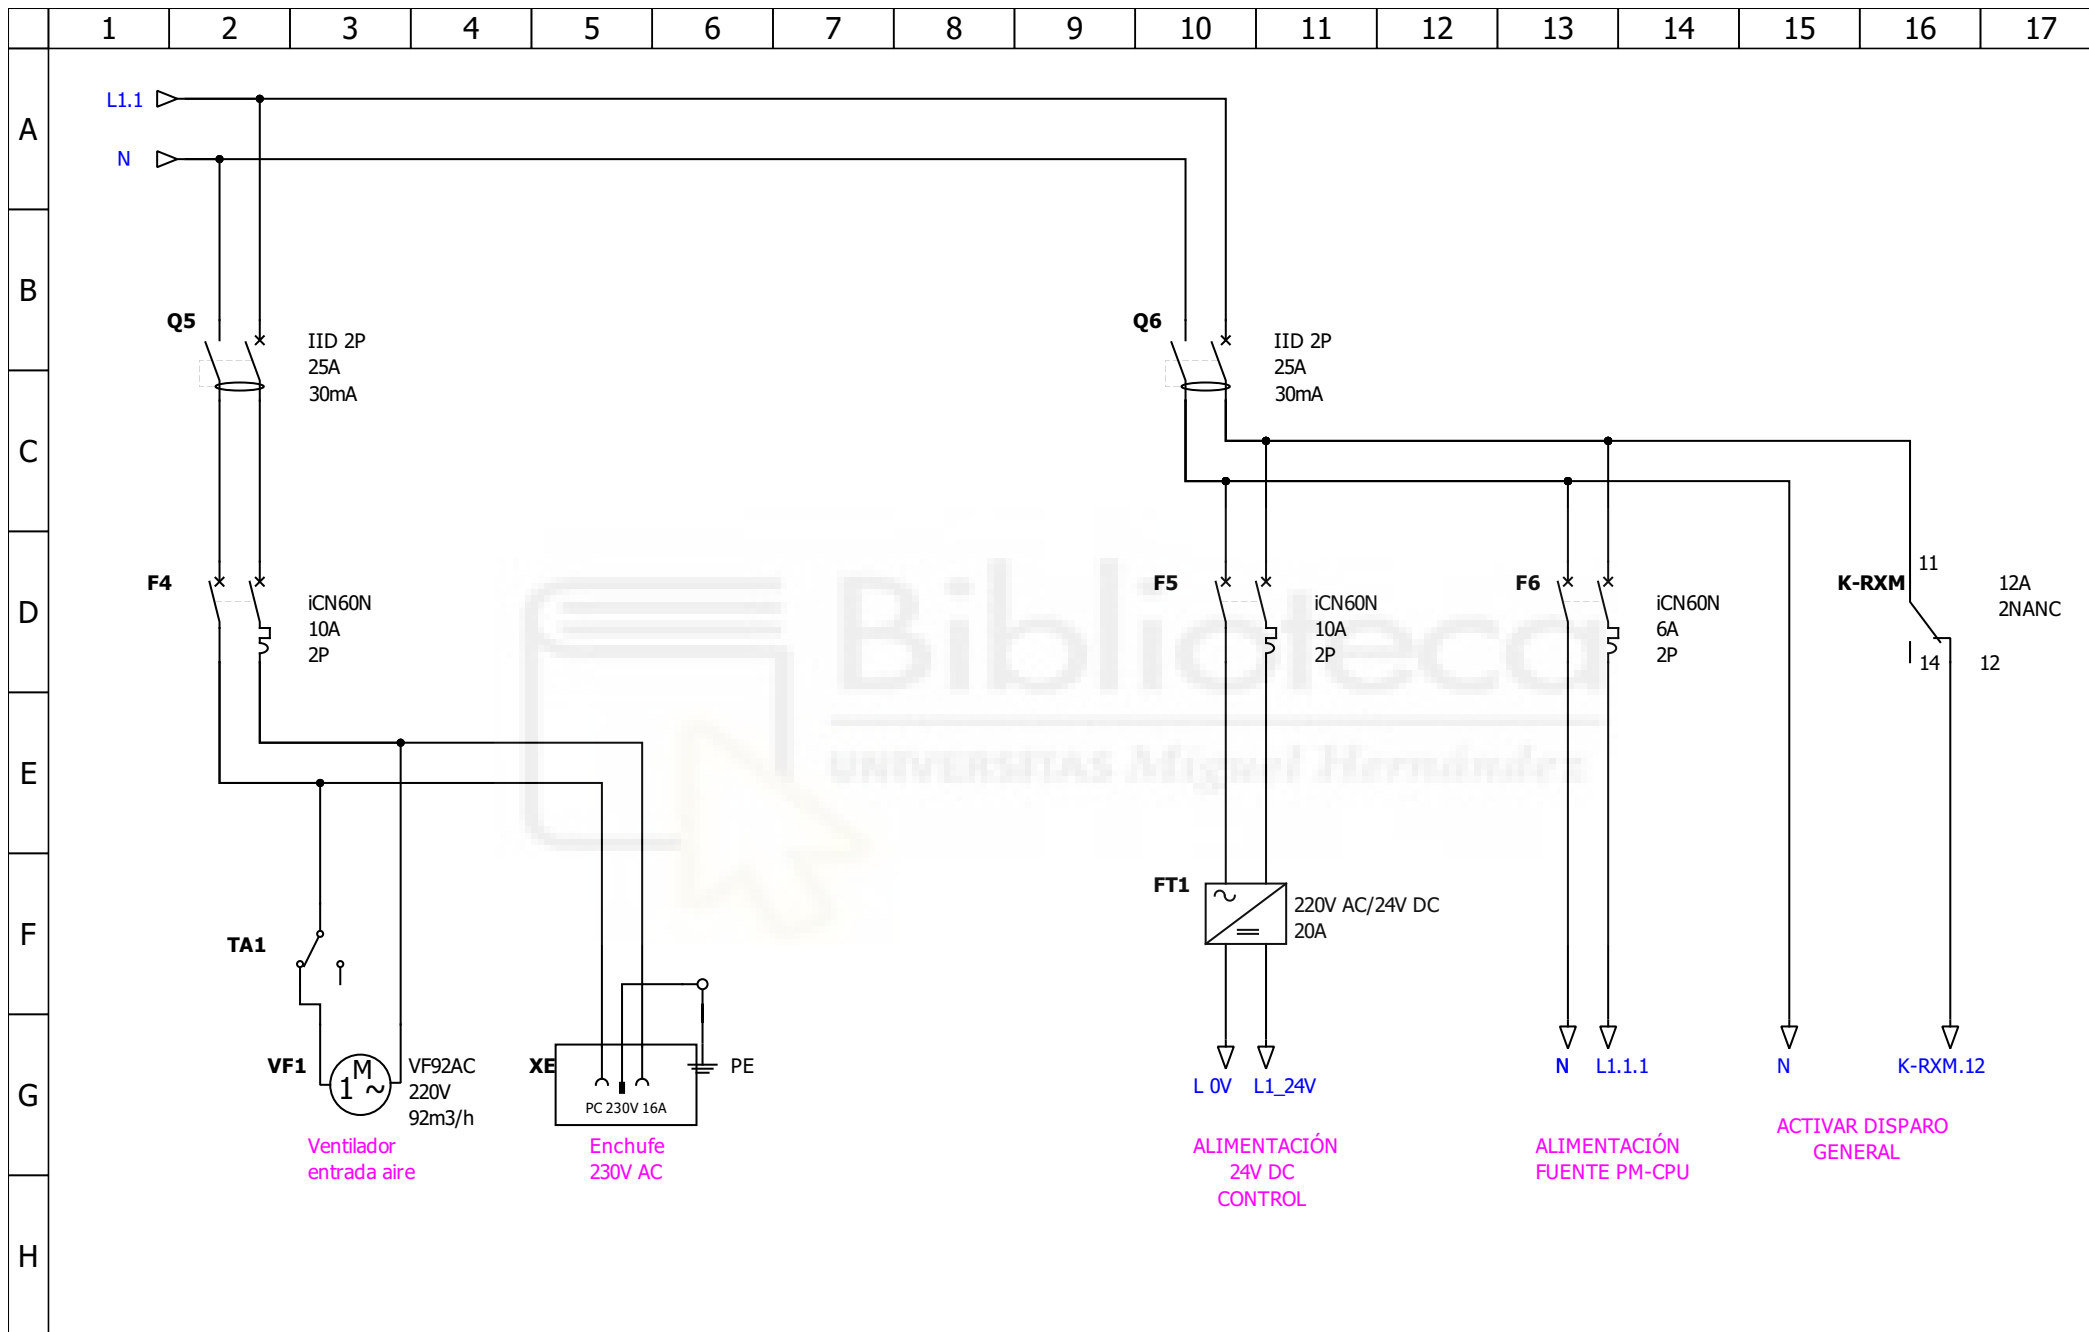 1 2 3 4 5 6 7 8 9 10 11 12 13 14 15 16 17
A
B
C
D
E
F
G
H
L1.1
N
Q5
IID 2P
25A
30mA
Q6
IID 2P
25A
30mA
F4
iCN60N
10A
2P
F5
iCN60N
10A
2P
F6
iCN60N
6A
2P
K-RXM
11
14
12
12A
2NANC
Biblioteca
UNIVERSITAS Miguel Hernández
TA1
FT1
220V AC/24V DC
20A
VF1
M
1 ~
VF92AC
220V
92m3/h
Ventilador
entrada aire
XE
PC 230V 16A
PE
Enchufe
230V AC
L 0V
L1_24V
ALIMENTACIÓN
24V DC
CONTROL
N
L1.1.1
ALIMENTACIÓN
FUENTE PM-CPU
N
K-RXM.12
ACTIVAR DISPARO
GENERAL